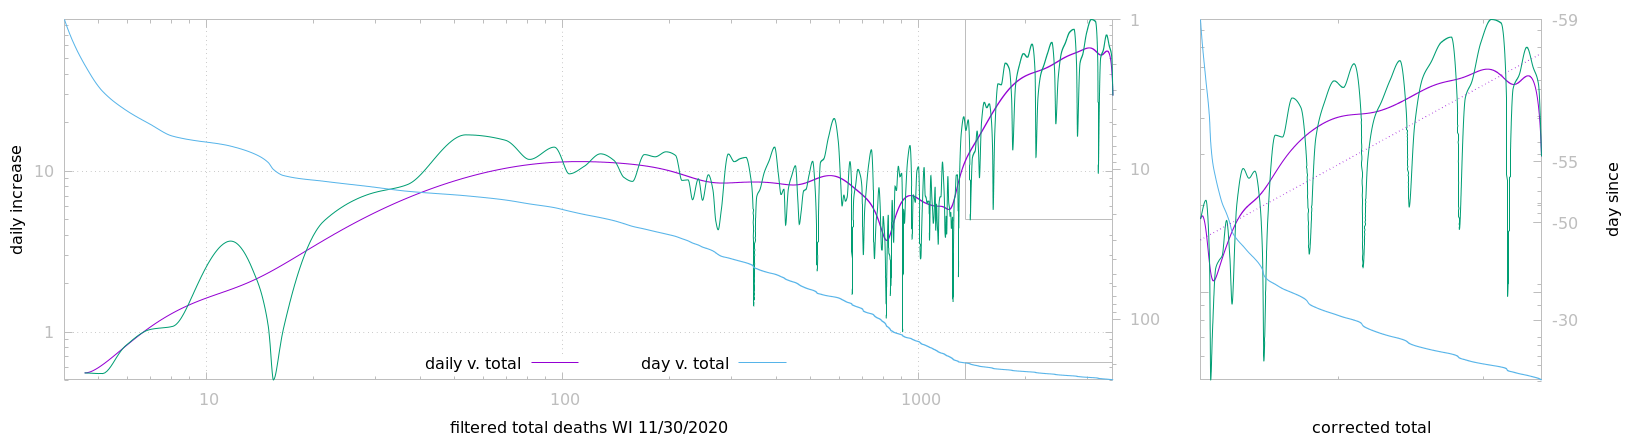 1
-59
daily increase
10
10
-55
-50
day since
1
100
-30
daily v. total
day v. total
10
100
1000
filtered total deaths WI 11/30/2020
corrected total